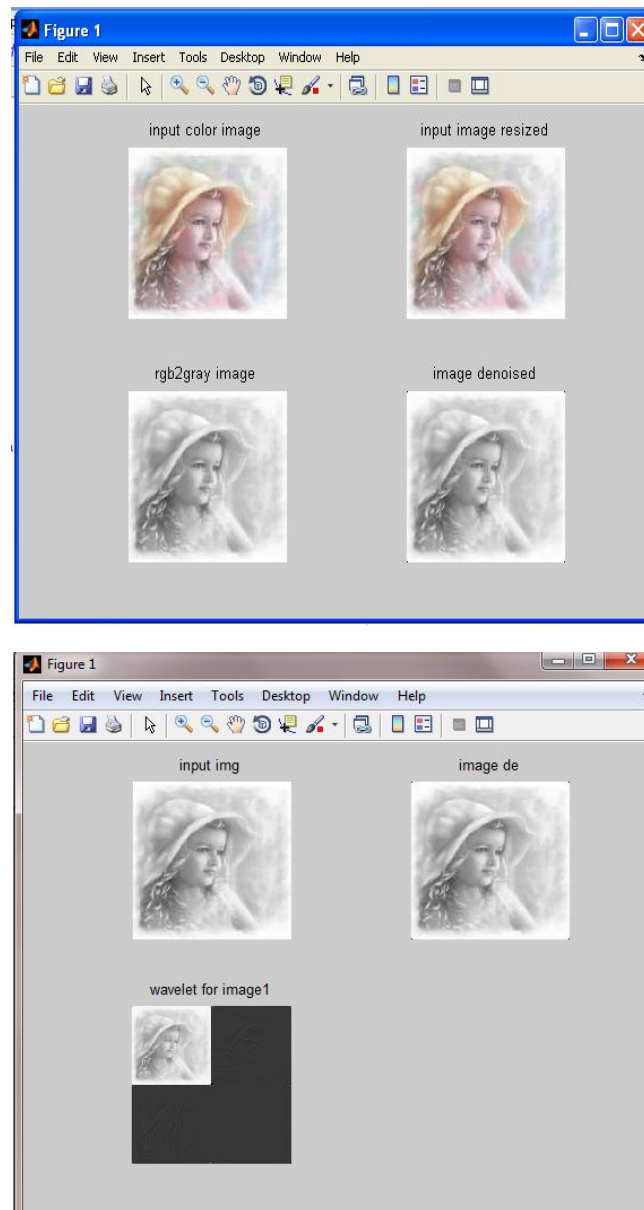 Figure 1
File Edit View Insert Tools Desktop Window Help
input color image
input image resized
rgb2gray image
image denoised
Figure 1
File Edit View Insert Tools Desktop Window Help
input img
image de
wavelet for image1